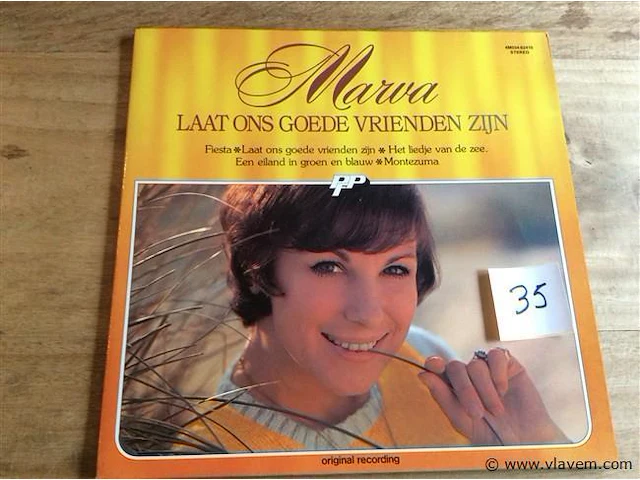 Marva
STEREO
LAAT ONS GOEDE VRIENDEN ZIJN
Fiesta * Laat ons goede vrienden zijn * Het liedje van de zee.
Een eiland in groen en blauw * Montezuma
35
original recording
© www.vlavem.com